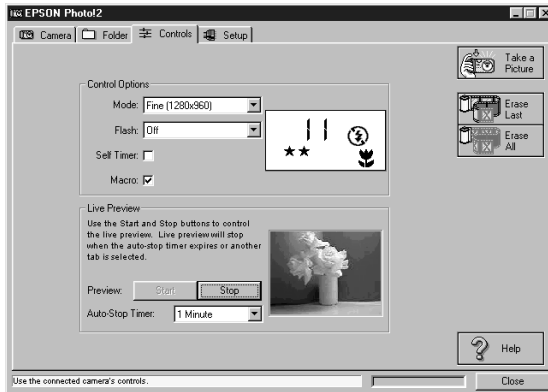 EPSON Photo!2
Camera Folder Controls Setup
Control Options
Mode: Fine (1280x960)
Flash: Off
Self Timer:
Macro:
11
Live Preview
Use the Start and Stop buttons to control
the live preview. Live preview will stop
when the auto-stop timer expires or another
tab is selected.
Preview: Start Stop
Auto-Stop Timer: 1 Minute
Take a
Picture
Erase
Last
Erase
All
Help
Use the connected camera's controls.
Close